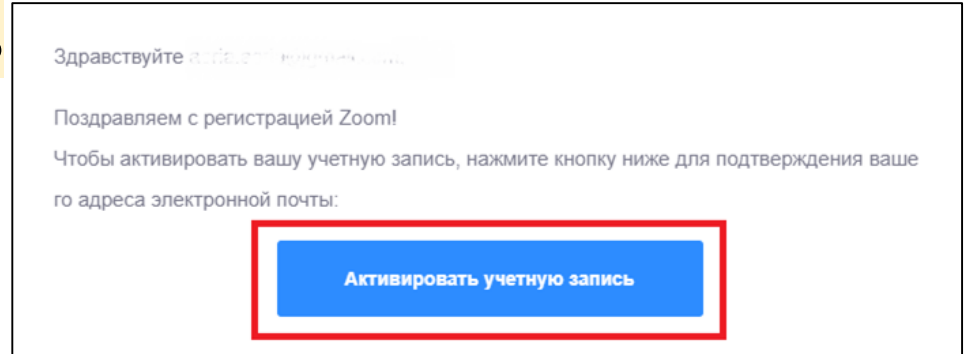 Здравствуйте
Поздравляем с регистрацией Zoom!
Чтобы активировать вашу учетную запись, нажмите кнопку ниже для подтверждения ваше
го адреса электронной почты:
Активировать учетную запись